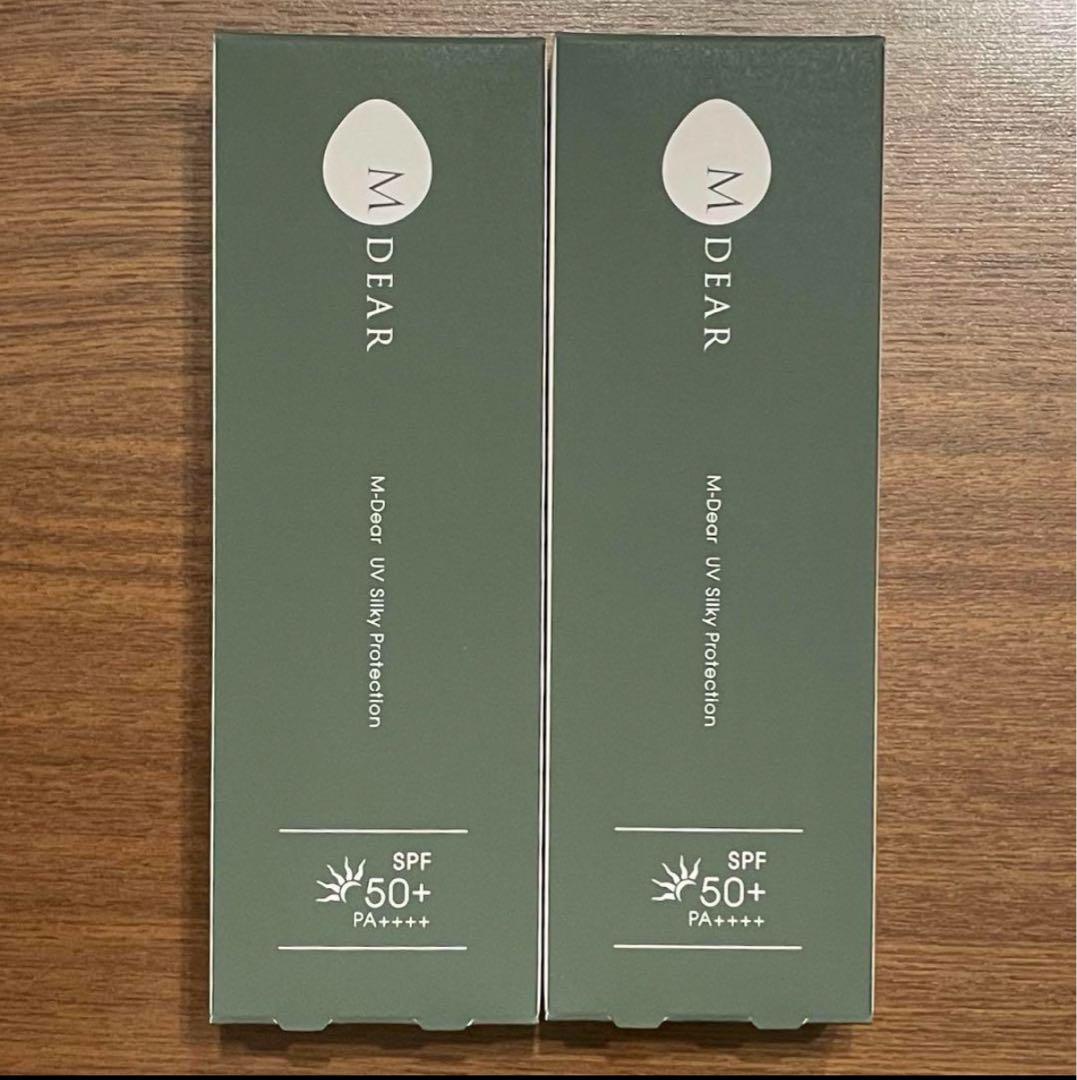 M DEAR
M-Dear UV Silky Protection
SPF
50+
PA++++
M DEAR
M-Dear UV Silky Protection
SPF
50+
PA++++